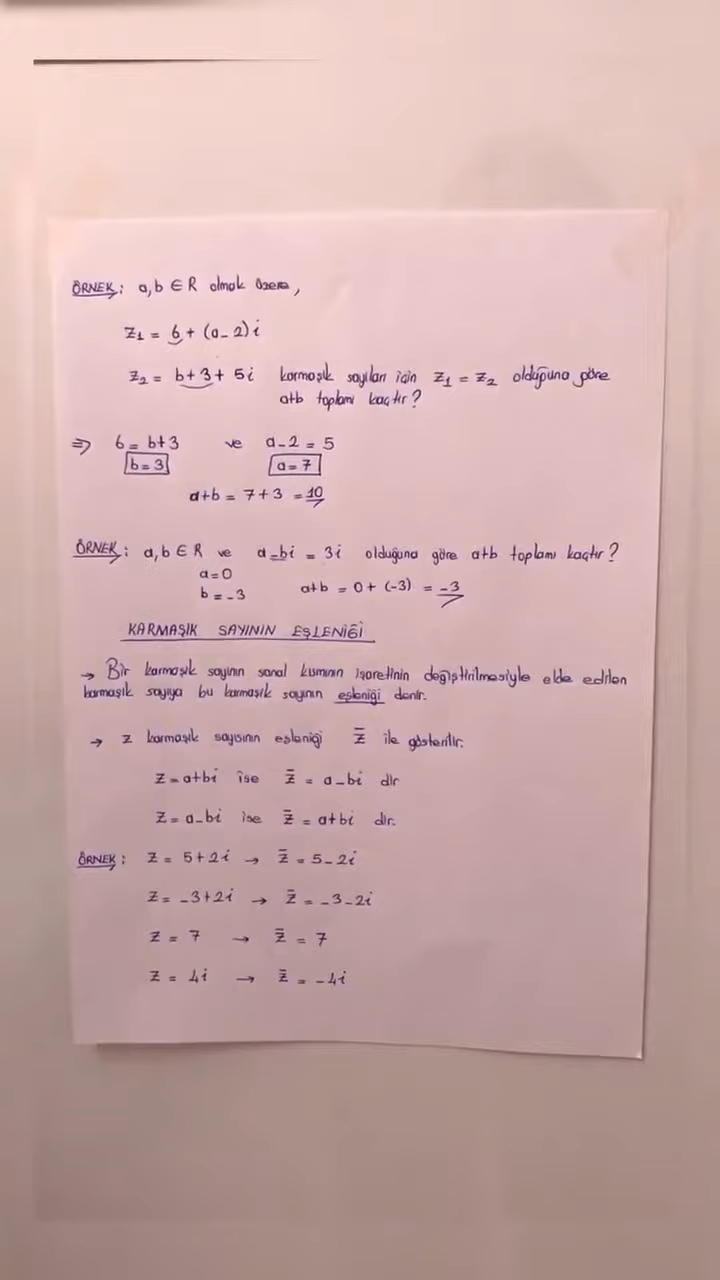 ÖRNEK: a,b ∈ R olmak üzere,
z₁ = 6 + (a-2)i
z₂ = b+3 + 5i karmaşık sayıları için z₁ = z₂ olduğuna göre
a+b toplamı kaçtır?
⇒ 6 = b+3 ve a-2 = 5
b=3 a=7
a+b = 7+3 = 10
ÖRNEK: a,b ∈ R ve a-bi = 3i olduğuna göre a+b toplamı kaçtır?
a=0
b=-3 a+b = 0 + (-3) = -3
KARMAŞIK SAYININ EŞLENİĞİ
→ Bir karmaşık sayının sanal kısmının işaretinin değiştirilmesiyle elde edilen
karmaşık sayıya bu karmaşık sayının eşleniği denir.
→ z karmaşık sayısının eşleniği z̄ ile gösterilir.
z=a+bi ise z̄ = a-bi dir
z=a-bi ise z̄ = a+bi dir.
ÖRNEK: z = 5+2i → z̄ = 5-2i
z = -3+2i → z̄ = -3-2i
z = 7 → z̄ = 7
z = 4i → z̄ = -4i